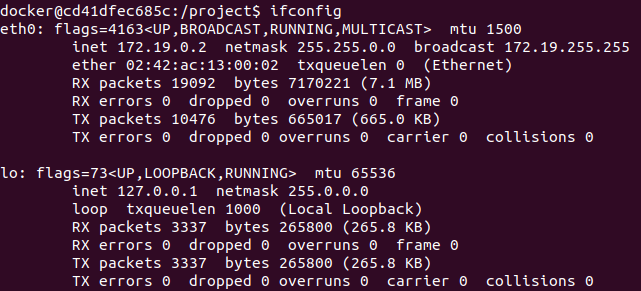 docker@cd41dfec685c:/project$ ifconfig
eth0: flags=4163<UP,BROADCAST,RUNNING,MULTICAST>  mtu 1500
        inet 172.19.0.2  netmask 255.255.0.0  broadcast 172.19.255.255
        ether 02:42:ac:13:00:02  txqueuelen 0  (Ethernet)
        RX packets 19092  bytes 7170221 (7.1 MB)
        RX errors 0  dropped 0  overruns 0  frame 0
        TX packets 10476  bytes 665017 (665.0 KB)
        TX errors 0  dropped 0 overruns 0  carrier 0  collisions 0

lo: flags=73<UP,LOOPBACK,RUNNING>  mtu 65536
        inet 127.0.0.1  netmask 255.0.0.0
        loop  txqueuelen 1000  (Local Loopback)
        RX packets 3337  bytes 265800 (265.8 KB)
        RX errors 0  dropped 0  overruns 0  frame 0
        TX packets 3337  bytes 265800 (265.8 KB)
        TX errors 0  dropped 0 overruns 0  carrier 0  collisions 0